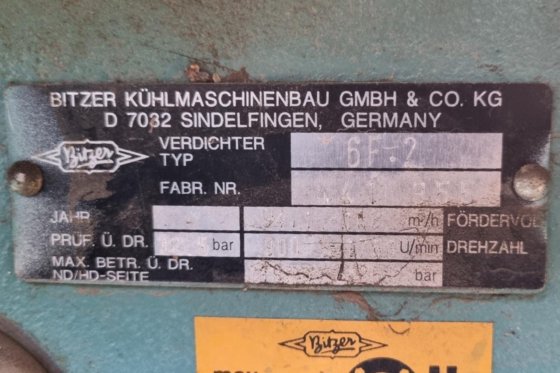 BITZER KÜHLMASCHINENBAU GMBH & CO. KG
D 7032 SINDELFINGEN, GERMANY
Bitzer
VERDICHTER
TYP 6F-2
FABR. NR.
JAHR m³/h FÖRDERVOL
PRÜF. Ü. DR. bar U/min DREHZAHL
MAX. BETR. Ü. DR.
ND/HD-SEITE bar
Bitzer